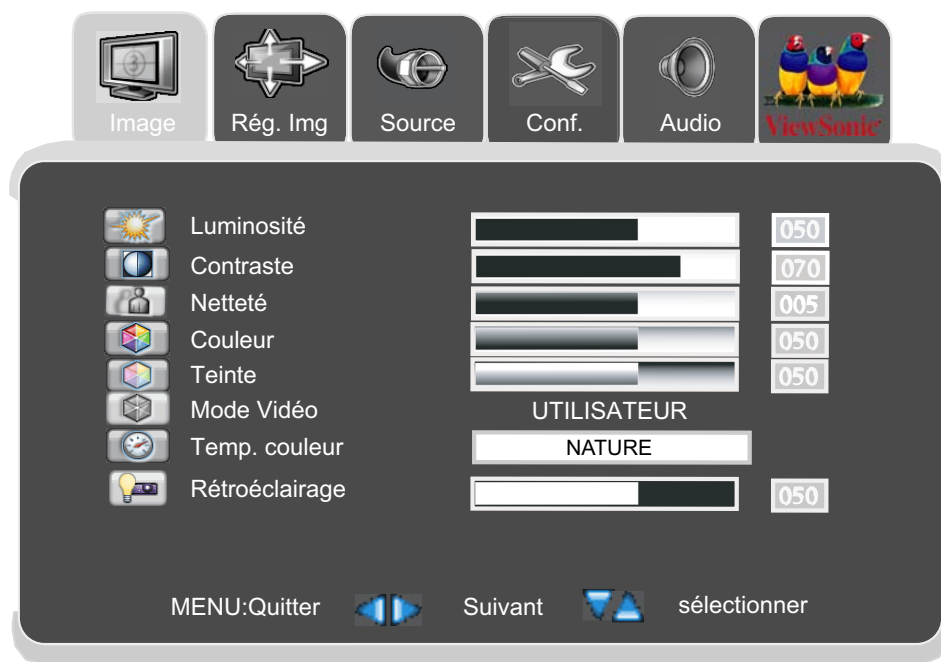 Image Rég. Img Source Conf. Audio ViewSonic
Luminosité 050
Contraste 070
Netteté 005
Couleur 050
Teinte 050
Mode Vidéo UTILISATEUR
Temp. couleur NATURE
Rétroéclairage 050
MENU:Quitter Suivant sélectionner